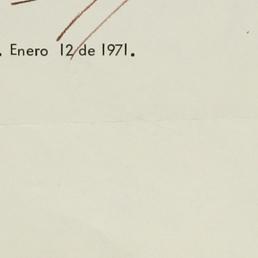 . Enero 12 de 1971.